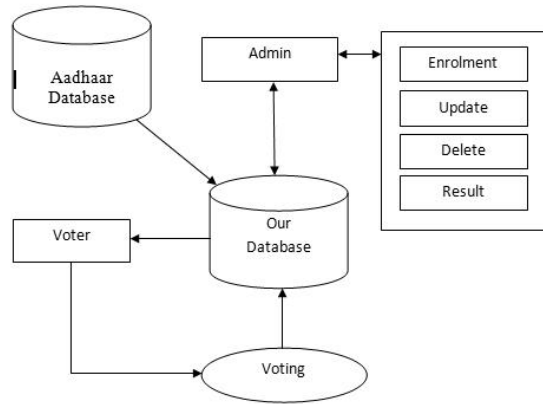 Aadhaar
Database
Admin
Enrolment
Update
Delete
Result
Our
Database
Voter
Voting